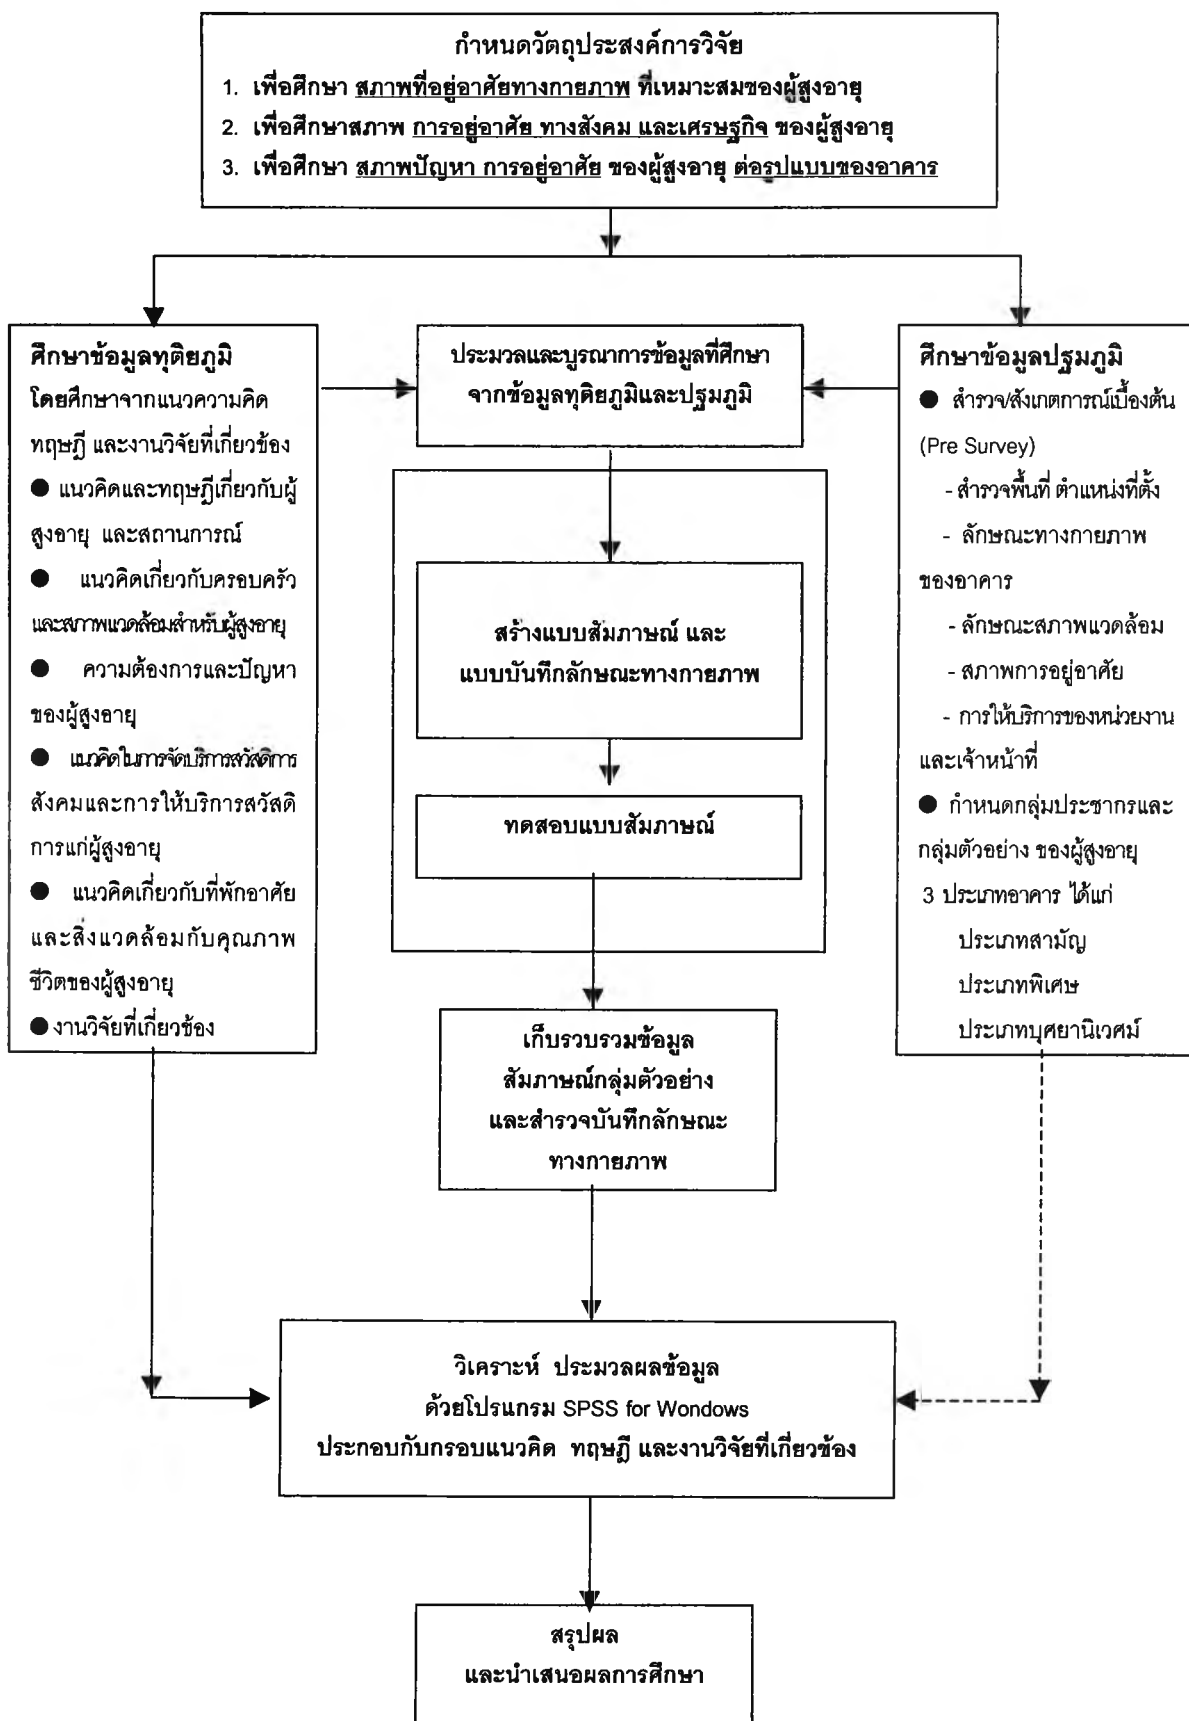 กำหนดวัตถุประสงค์การวิจัย
1. เพื่อศึกษา สภาพที่อยู่อาศัยทางกายภาพ ที่เหมาะสมของผู้สูงอายุ
2. เพื่อศึกษาสภาพ การอยู่อาศัย ทางสังคม และเศรษฐกิจ ของผู้สูงอายุ
3. เพื่อศึกษา สภาพปัญหา การอยู่อาศัย ของผู้สูงอายุ ต่อรูปแบบของอาคาร
ศึกษาข้อมูลทุติยภูมิ
โดยศึกษาจากแนวความคิด
ทฤษฎี และงานวิจัยที่เกี่ยวข้อง
● แนวคิดและทฤษฎีเกี่ยวกับผู้
สูงอายุ และสถานการณ์
● แนวคิดเกี่ยวกับครอบครัว
และสภาพแวดล้อมสำหรับผู้สูงอายุ
● ความต้องการและปัญหา
ของผู้สูงอายุ
● แนวคิดในการจัดบริการสวัสดิการ
สังคมและการให้บริการสวัสดิ
การแก่ผู้สูงอายุ
● แนวคิดเกี่ยวกับที่พักอาศัย
และสิ่งแวดล้อมกับคุณภาพ
ชีวิตของผู้สูงอายุ
● งานวิจัยที่เกี่ยวข้อง
ประมวลและบูรณาการข้อมูลที่ศึกษา
จากข้อมูลทุติยภูมิและปฐมภูมิ
สร้างแบบสัมภาษณ์ และ
แบบบันทึกลักษณะทางกายภาพ
ทดสอบแบบสัมภาษณ์
เก็บรวบรวมข้อมูล
สัมภาษณ์กลุ่มตัวอย่าง
และสำรวจบันทึกลักษณะ
ทางกายภาพ
ศึกษาข้อมูลปฐมภูมิ
● สำรวจ/สังเกตการณ์เบื้องต้น
(Pre Survey)
- สำรวจพื้นที่ ตำแหน่งที่ตั้ง
- ลักษณะทางกายภาพ
ของอาคาร
- ลักษณะสภาพแวดล้อม
- สภาพการอยู่อาศัย
- การให้บริการของหน่วยงาน
และเจ้าหน้าที่
● กำหนดกลุ่มประชากรและ
กลุ่มตัวอย่าง ของผู้สูงอายุ
3 ประเภทอาคาร ได้แก่
ประเภทสามัญ
ประเภทพิเศษ
ประเภทบุศยานิเวศม์
วิเคราะห์ ประมวลผลข้อมูล
ด้วยโปรแกรม SPSS for Wondows
ประกอบกับกรอบแนวคิด ทฤษฎี และงานวิจัยที่เกี่ยวข้อง
สรุปผล
และนำเสนอผลการศึกษา